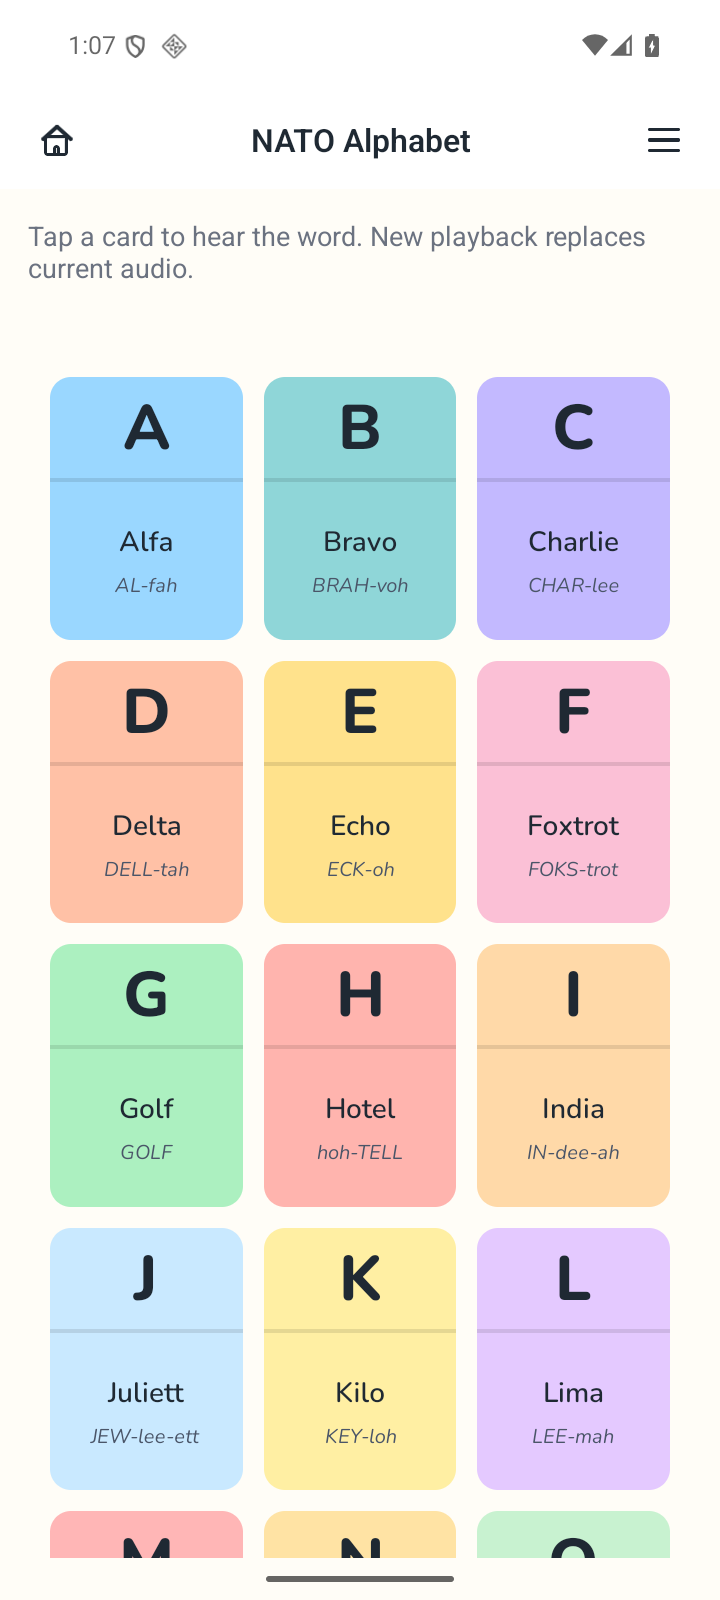 1:07
NATO Alphabet
Tap a card to hear the word. New playback replaces
current audio.
A B C
Alfa Bravo Charlie
AL-fah BRAH-voh CHAR-lee
D E F
Delta Echo Foxtrot
DELL-tah ECK-oh FOKS-trot
G H I
Golf Hotel India
GOLF hoh-TELL IN-dee-ah
J K L
Juliett Kilo Lima
JEW-lee-ett KEY-loh LEE-mah
M N O